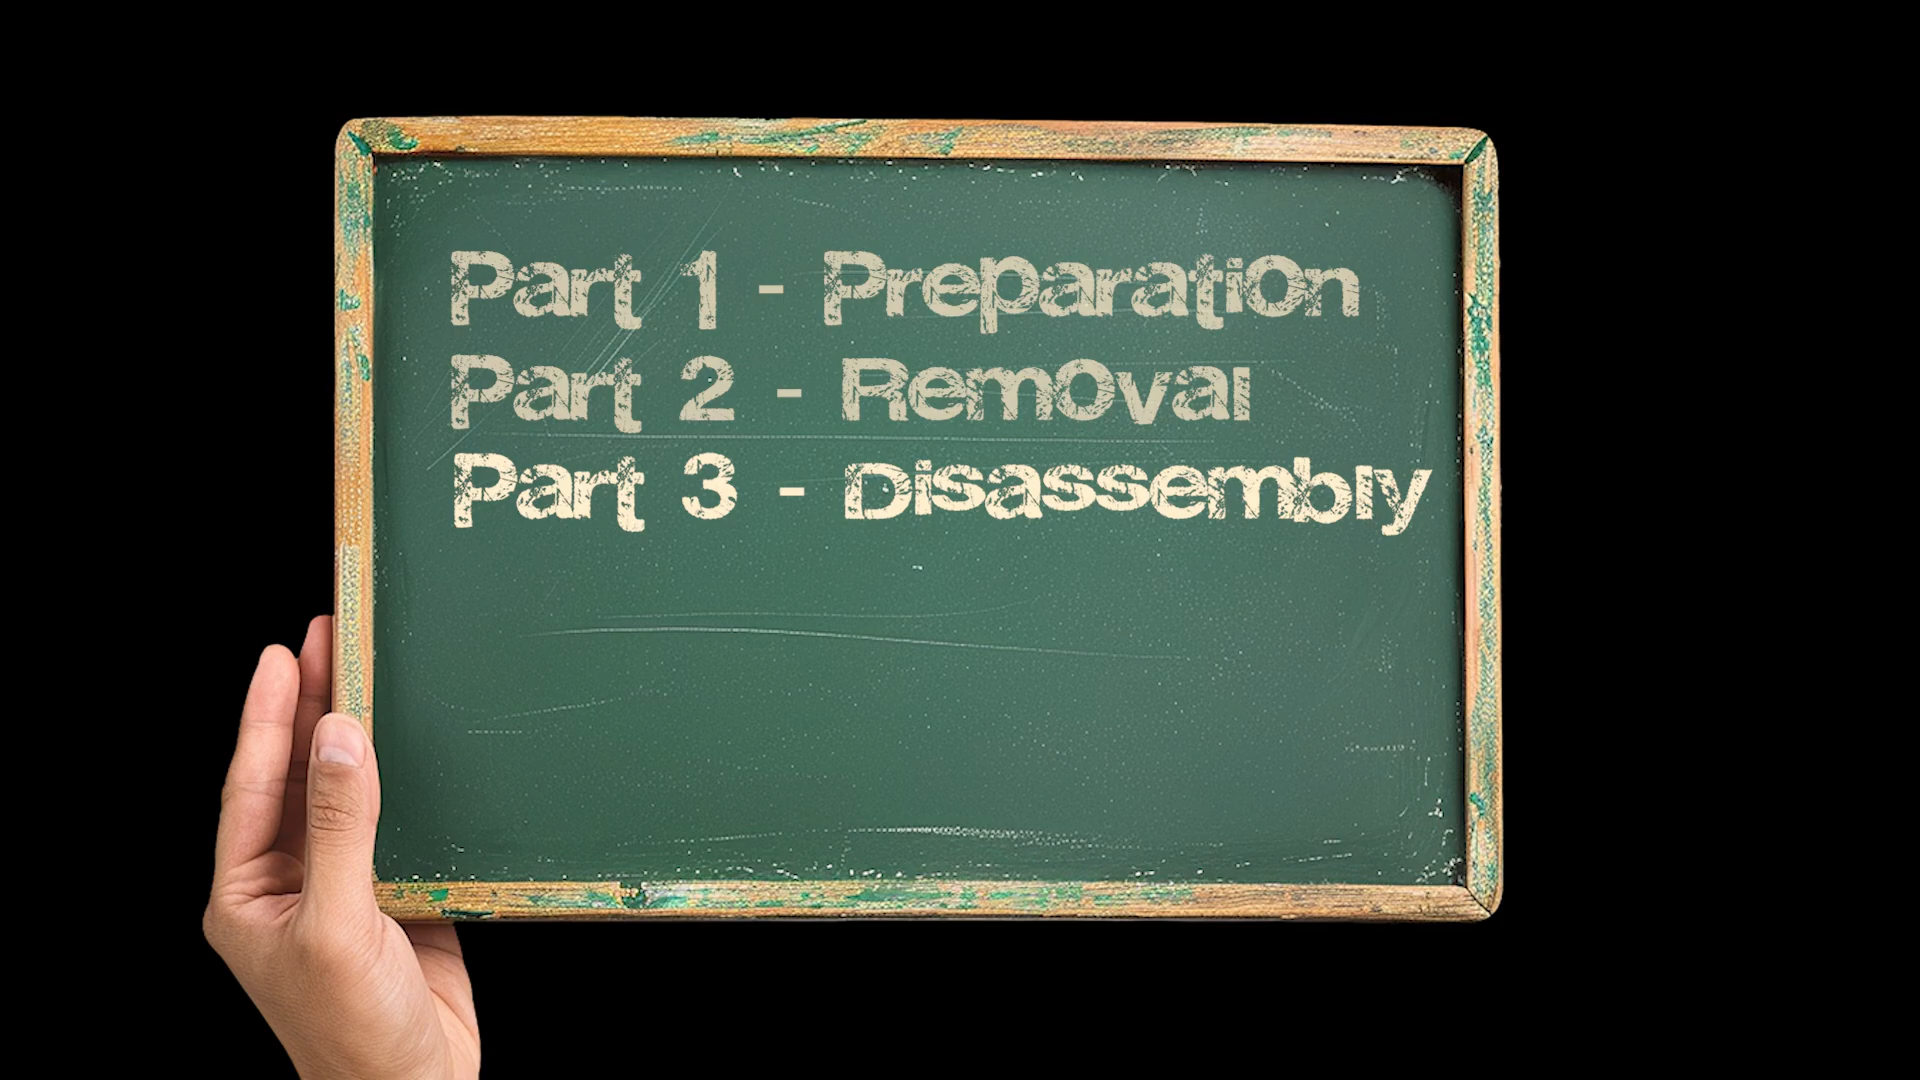 Part 1 - Preparation
Part 2 - Removal
Part 3 - Disassembly